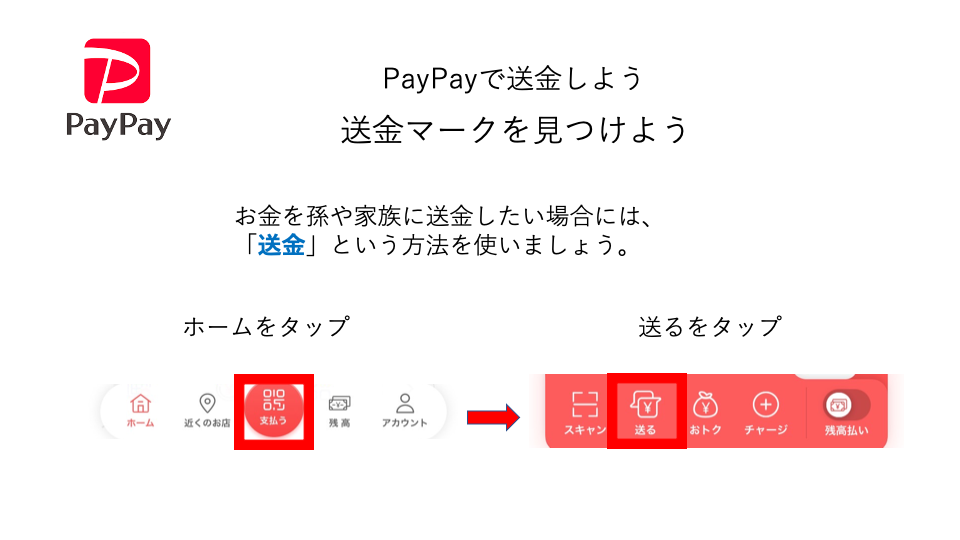 PayPay
PayPayで送金しよう
送金マークを見つけよう
お金を孫や家族に送金したい場合には、
「送金」という方法を使いましょう。
ホームをタップ
送るをタップ
ホーム 近くのお店 支払う 残高 アカウント
スキャン 送る おトク チャージ 残高払い